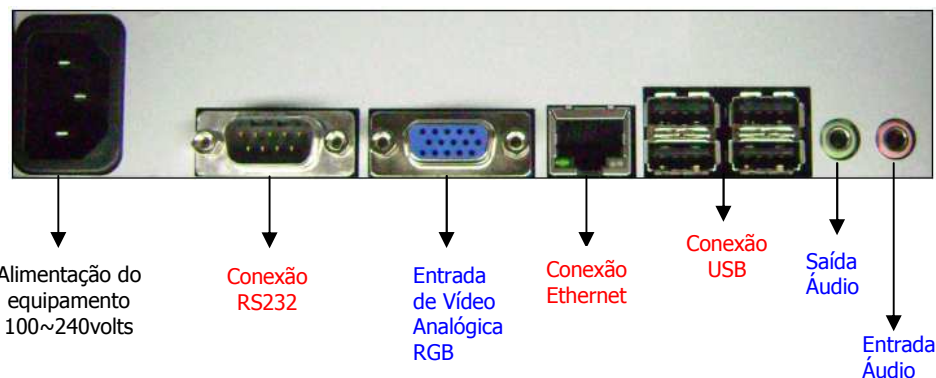 Alimentação do
equipamento
100~240volts
Conexão
RS232
Entrada
de Vídeo
Analógica
RGB
Conexão
Ethernet
Conexão
USB
Saída
Áudio
Entrada
Áudio